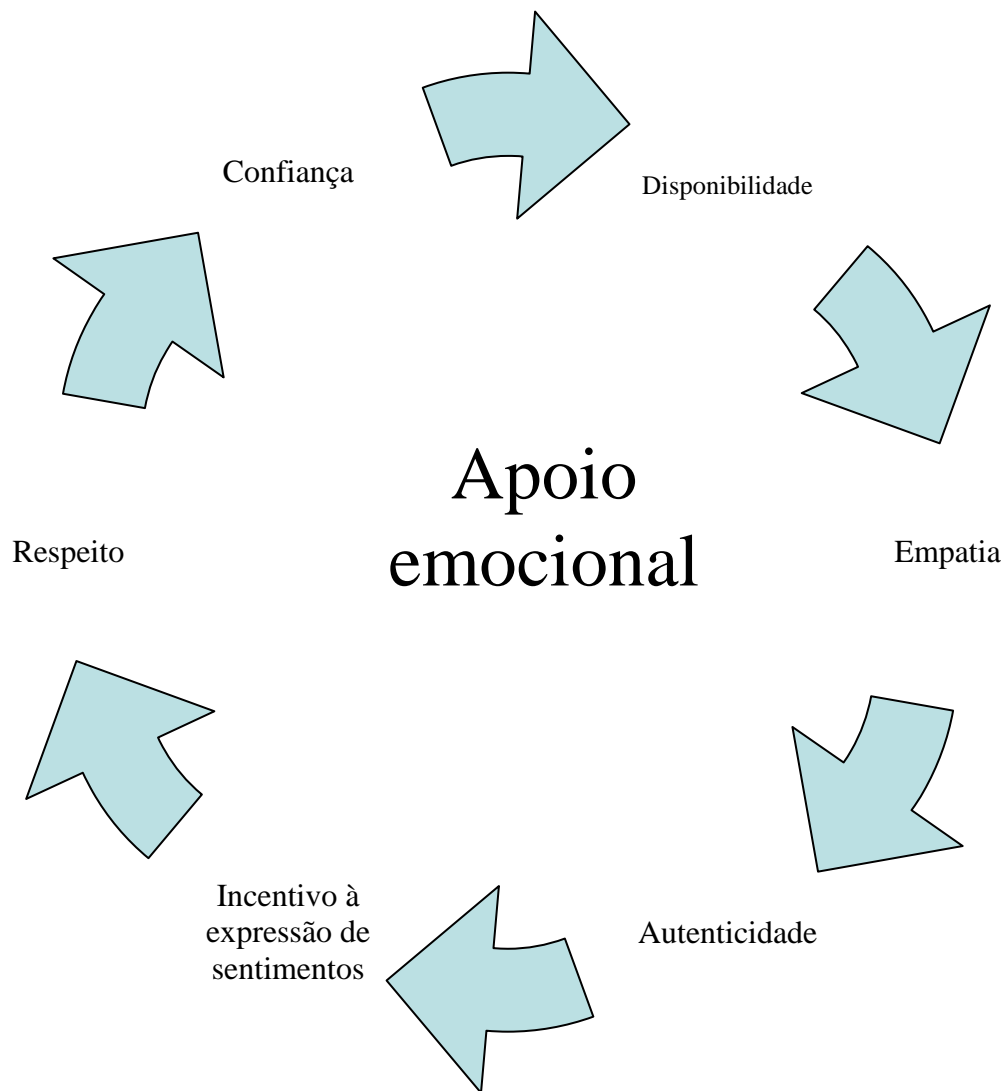 Confiança
Disponibilidade
Apoio
emocional
Respeito
Empatia
Incentivo à
expressão de
sentimentos
Autenticidade